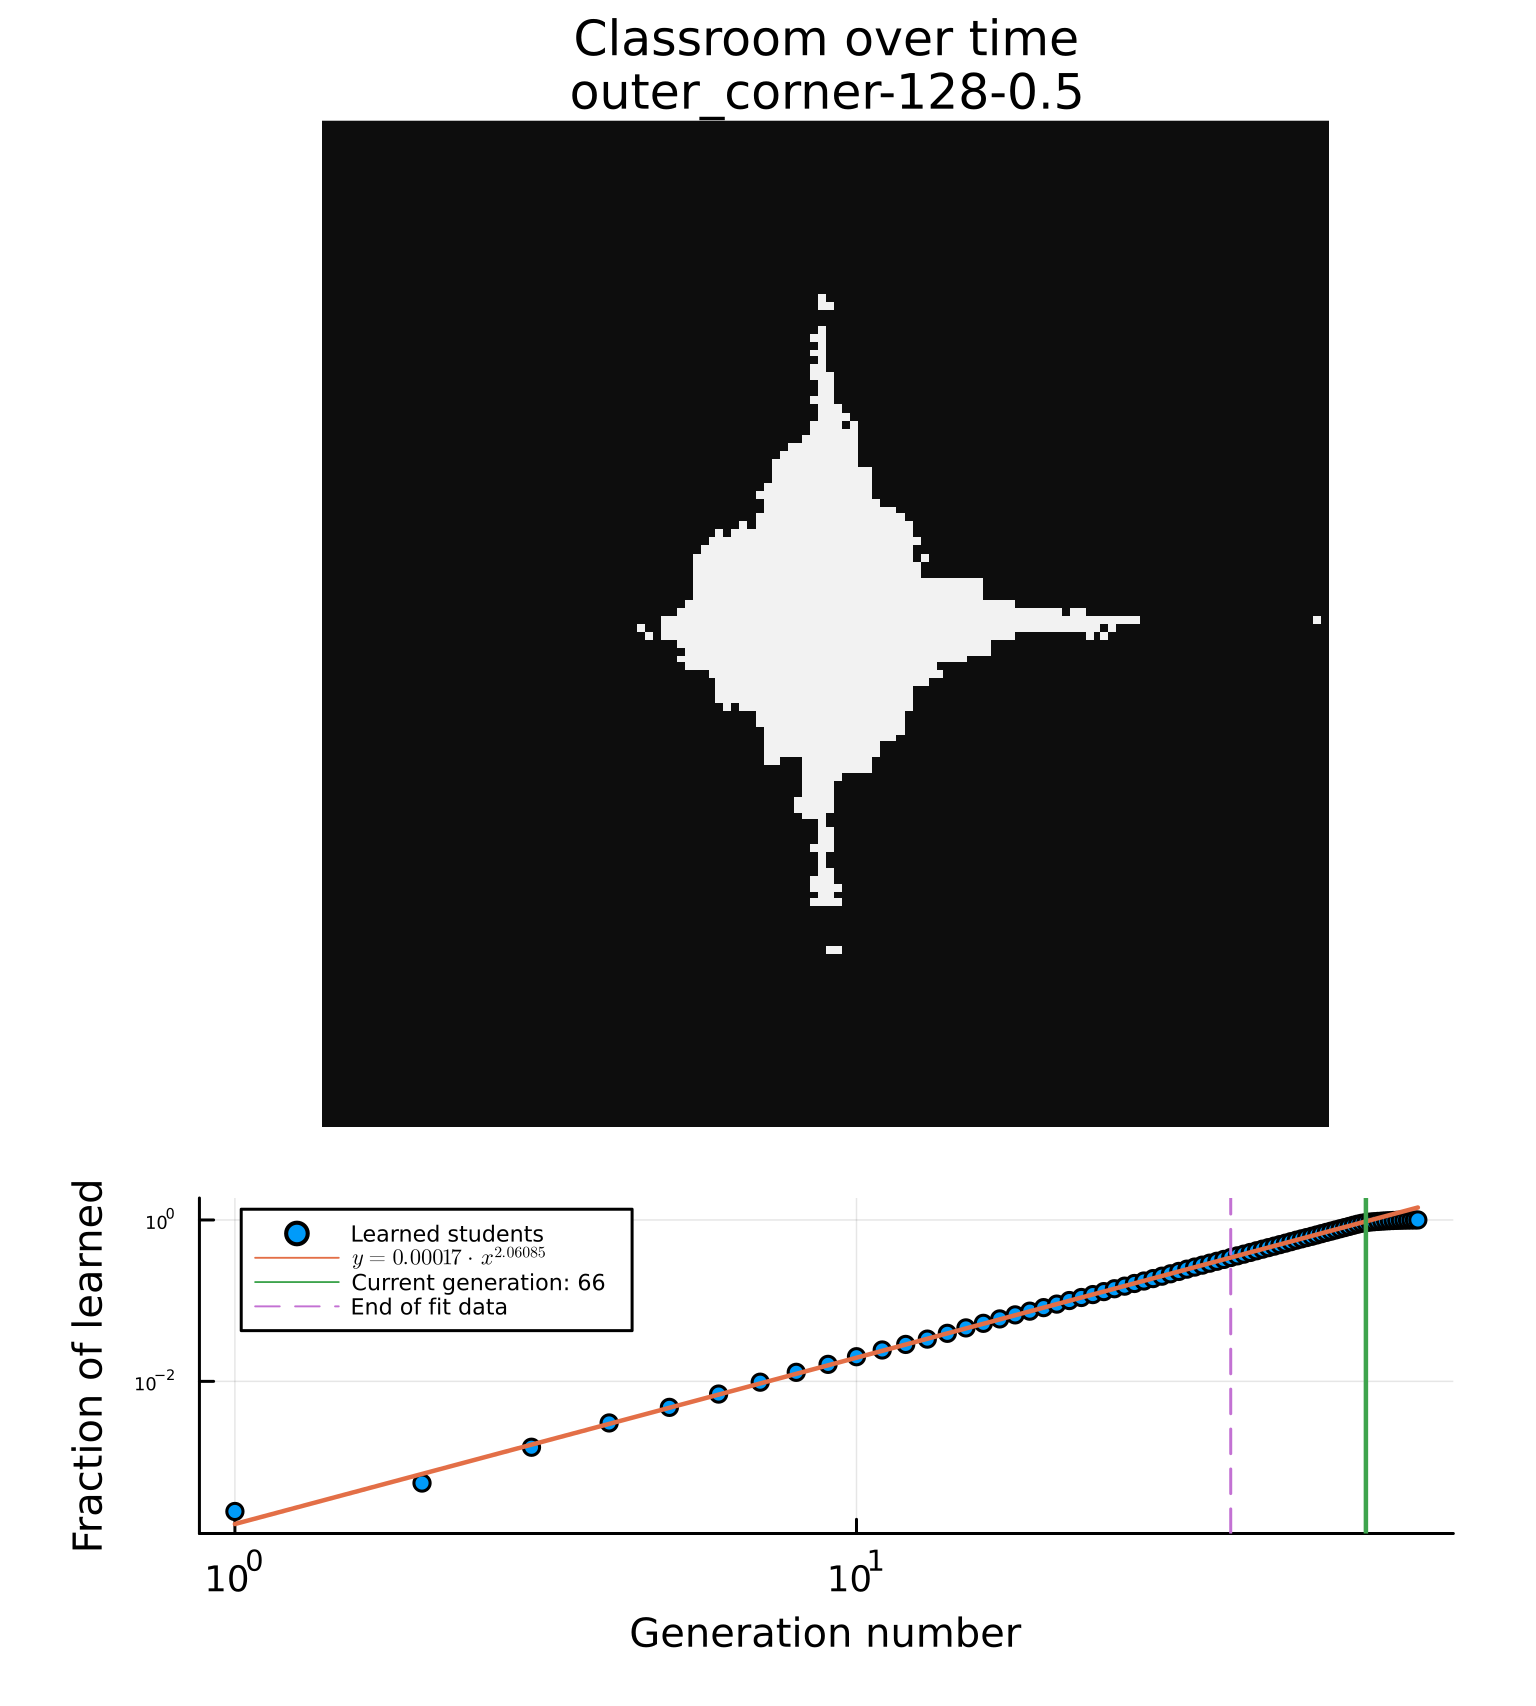 Classroom over time
outer_corner-128-0.5
Fraction of learned
10^0
10^-2
Learned students
y = 0.00017 · x^2.06085
Current generation: 66
End of fit data
10^0
10^1
Generation number